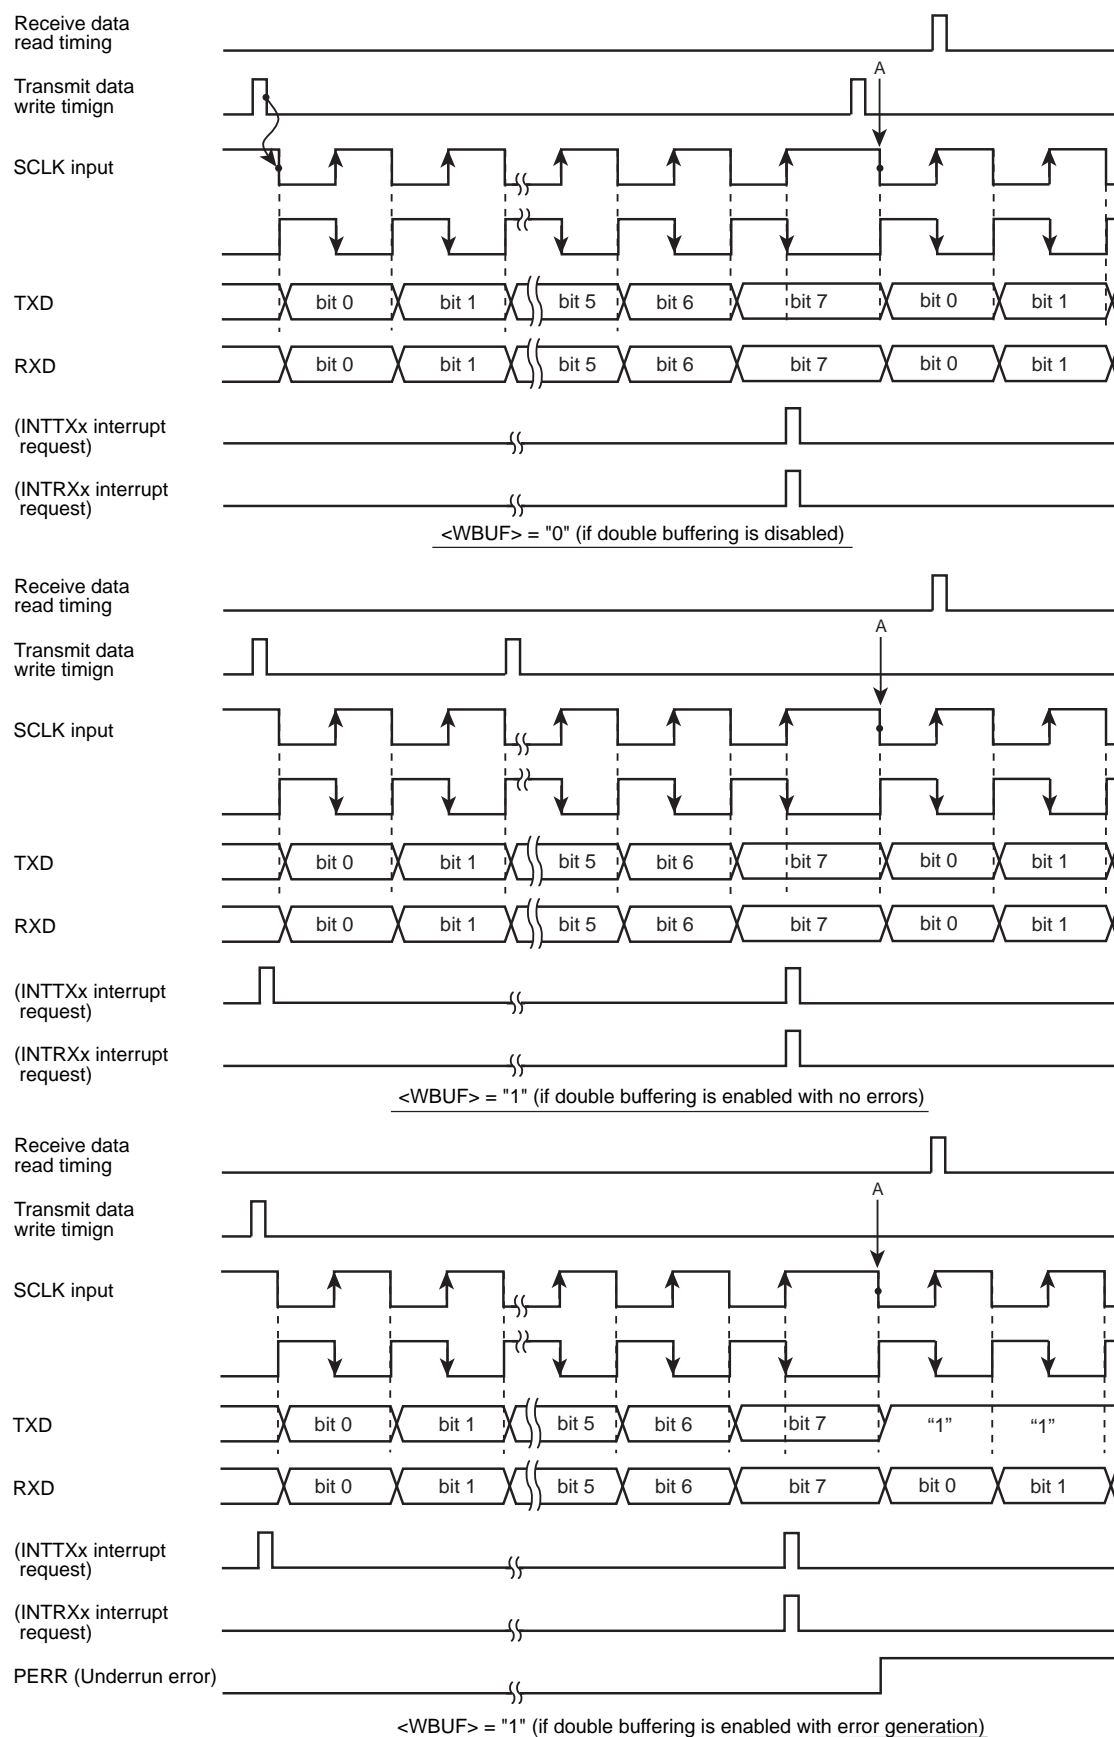 Receive data
read timing
Transmit data
write timign
A
SCLK input
TXD bit 0 bit 1 bit 5 bit 6 bit 7 bit 0 bit 1
RXD bit 0 bit 1 bit 5 bit 6 bit 7 bit 0 bit 1
(INTTXx interrupt
request)
(INTRXx interrupt
request)
<WBUF> = "0" (if double buffering is disabled)
Receive data
read timing
A
Transmit data
write timign
SCLK input
TXD bit 0 bit 1 bit 5 bit 6 bit 7 bit 0 bit 1
RXD bit 0 bit 1 bit 5 bit 6 bit 7 bit 0 bit 1
(INTTXx interrupt
request)
(INTRXx interrupt
request)
<WBUF> = "1" (if double buffering is enabled with no errors)
Receive data
read timing
A
Transmit data
write timign
SCLK input
TXD bit 0 bit 1 bit 5 bit 6 bit 7 “1” “1”
RXD bit 0 bit 1 bit 5 bit 6 bit 7 bit 0 bit 1
(INTTXx interrupt
request)
(INTRXx interrupt
request)
PERR (Underrun error)
<WBUF> = "1" (if double buffering is enabled with error generation)